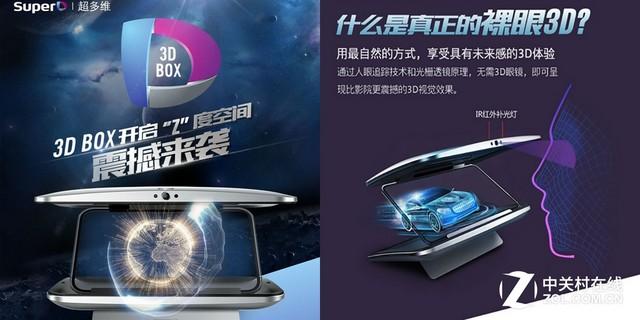 SuperD | 超多维
3D
BOX
3D BOX 开启 "Z" 度空间
震撼来袭
什么是真正的裸眼3D?
用最自然的方式，享受具有未来感的3D体验
通过人眼追踪技术和光栅透镜原理，无需3D眼镜，即可呈
现比影院更震撼的3D视觉效果。
IR红外补光灯
Z 中关村在线
ZOL.COM.CN